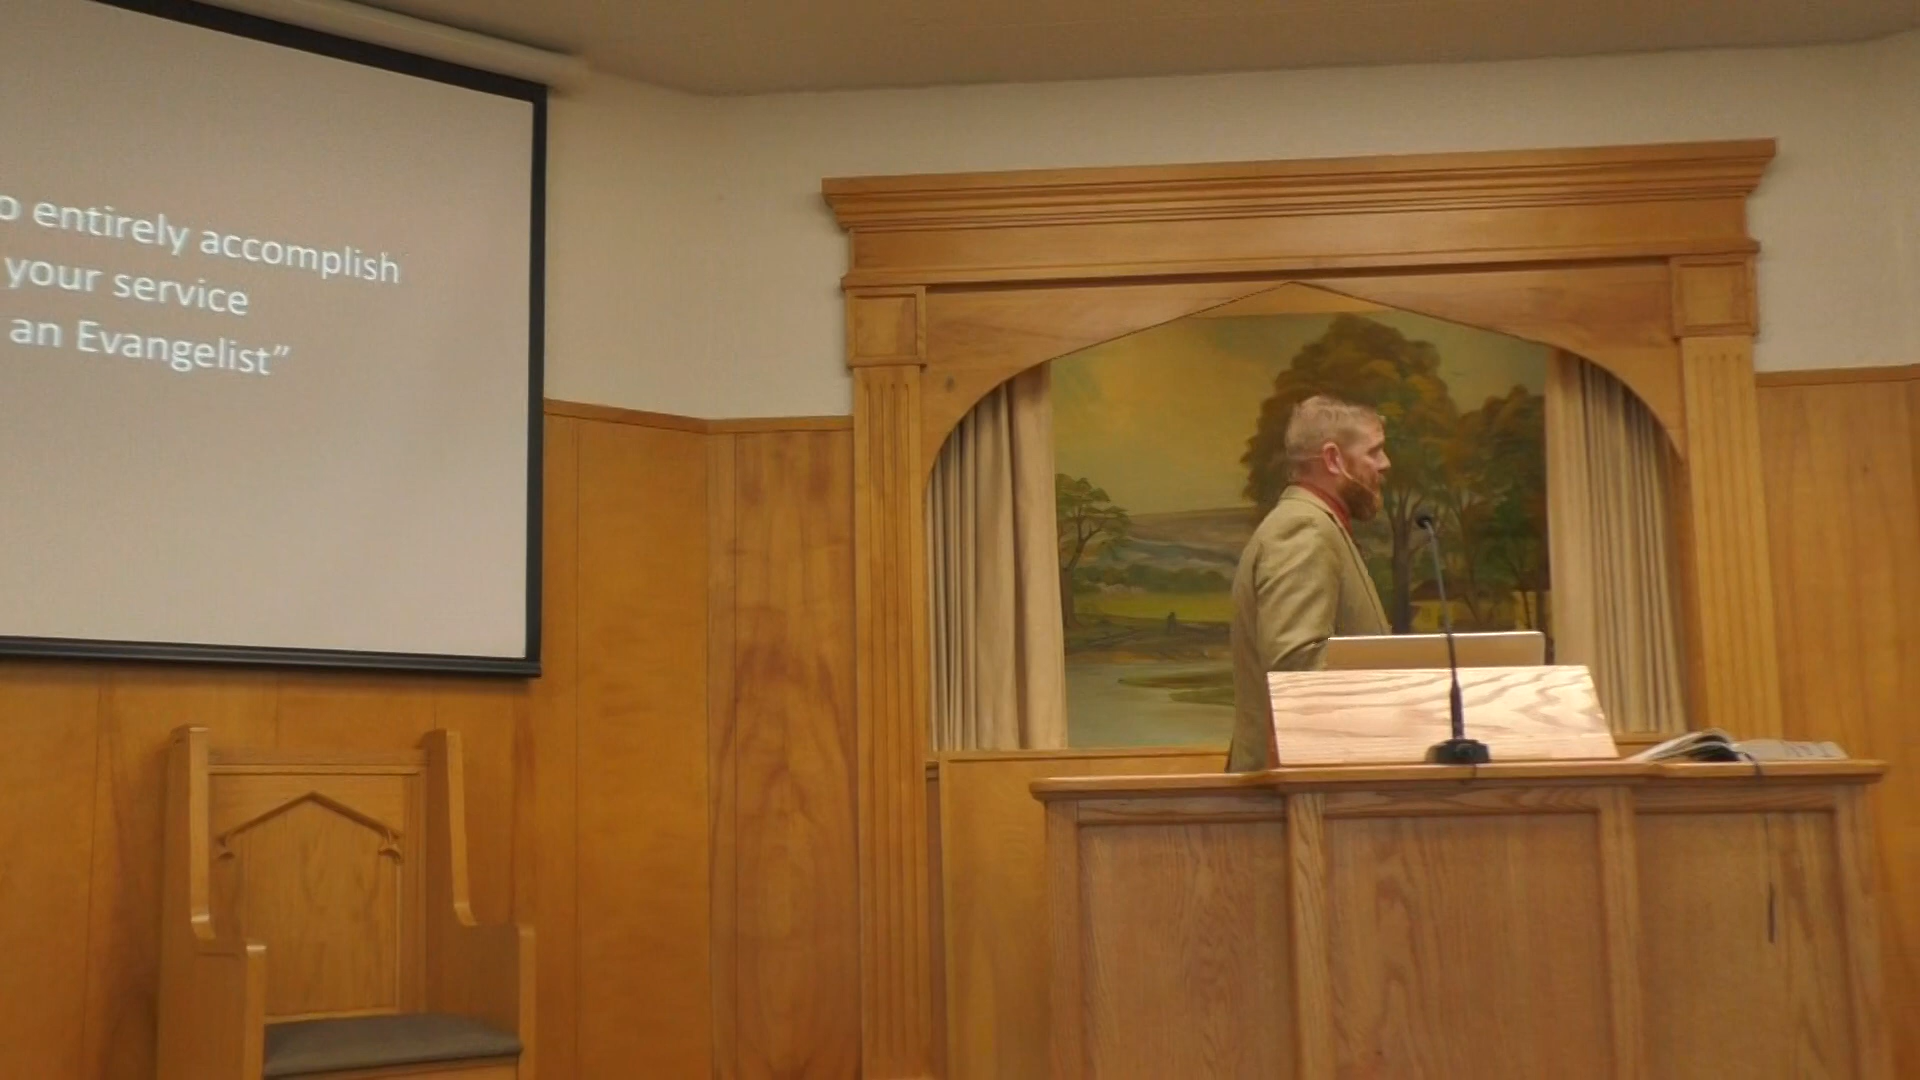 o entirely accomplish
your service
an Evangelist”